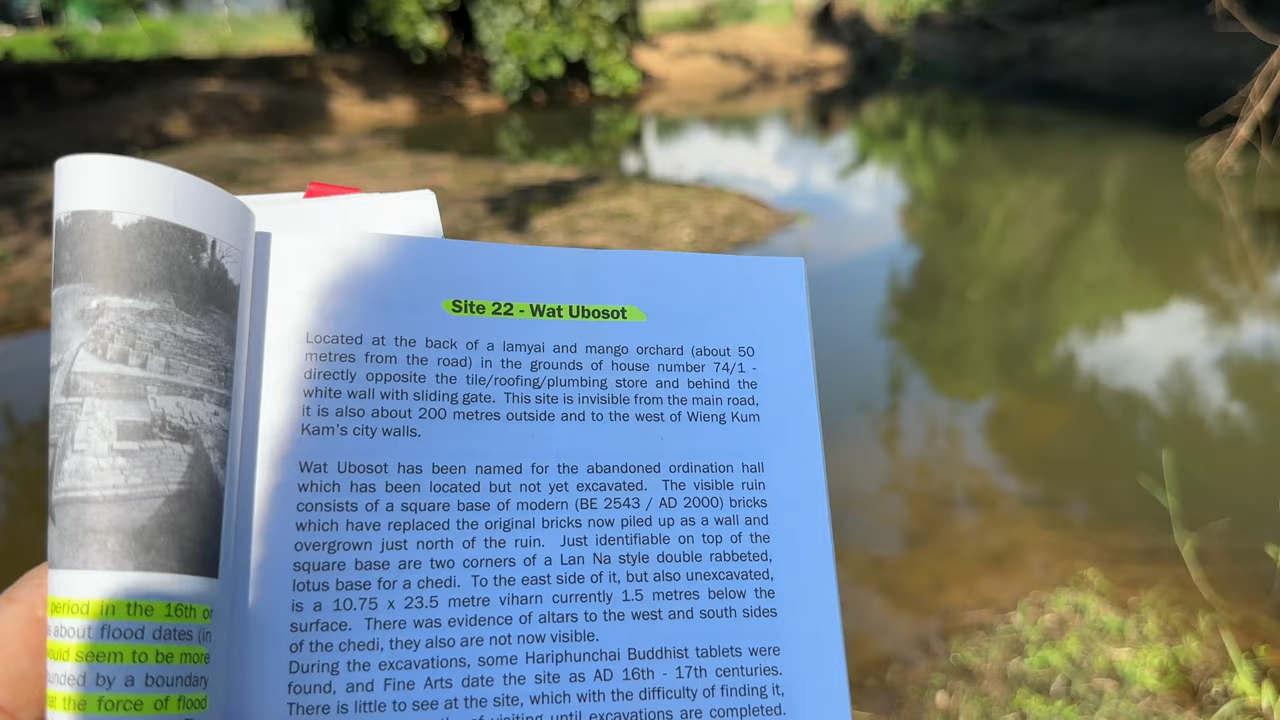 period in the 16th or
about flood dates (in
ould seem to be more
unded by a boundary
at the force of flood
Site 22 - Wat Ubosot
Located at the back of a lamyai and mango orchard (about 50
metres from the road) in the grounds of house number 74/1 -
directly opposite the tile/roofing/plumbing store and behind the
white wall with sliding gate. This site is invisible from the main road,
it is also about 200 metres outside and to the west of Wieng Kum
Kam's city walls.
Wat Ubosot has been named for the abandoned ordination hall
which has been located but not yet excavated. The visible ruin
consists of a square base of modern (BE 2543 / AD 2000) bricks
which have replaced the original bricks now piled up as a wall and
overgrown just north of the ruin. Just identifiable on top of the
square base are two corners of a Lan Na style double rabbeted,
lotus base for a chedi. To the east side of it, but also unexcavated,
is a 10.75 x 23.5 metre viharn currently 1.5 metres below the
surface. There was evidence of altars to the west and south sides
of the chedi, they also are not now visible.
During the excavations, some Hariphunchai Buddhist tablets were
found, and Fine Arts date the site as AD 16th - 17th centuries.
There is little to see at the site, which with the difficulty of finding it,
of visiting until excavations are completed.